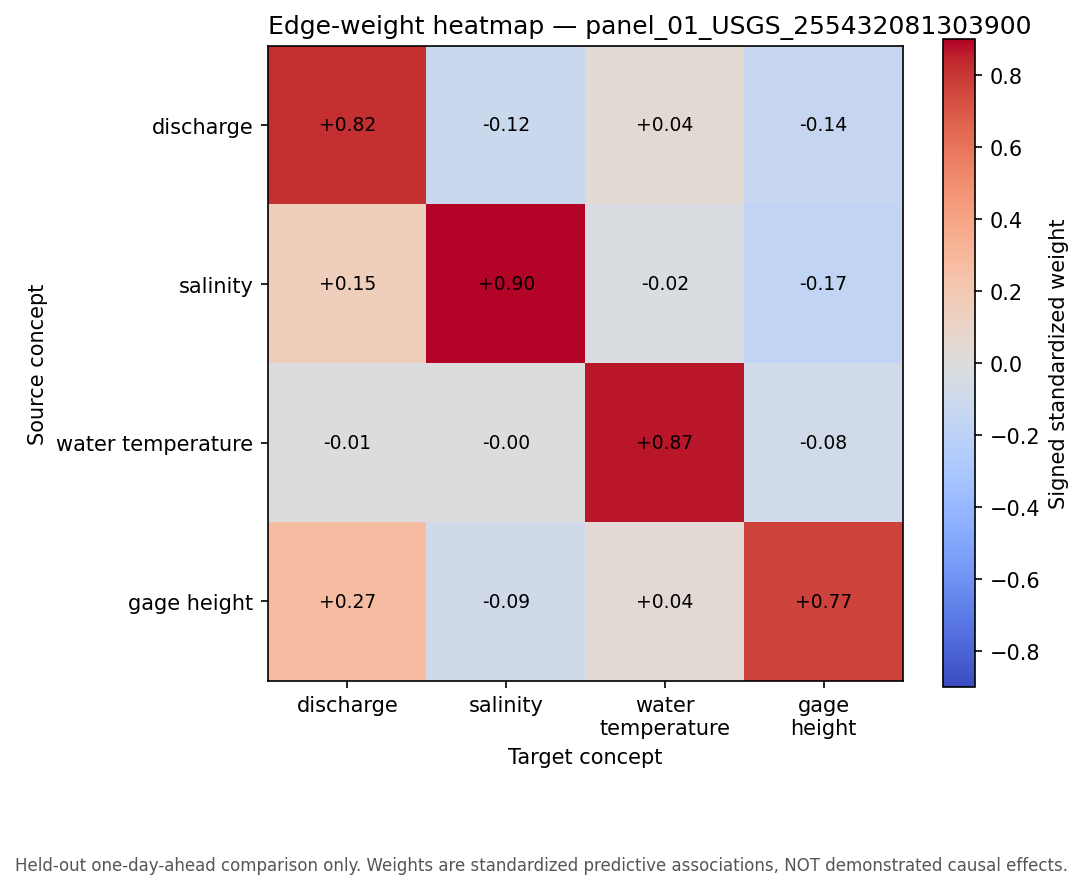 Edge-weight heatmap — panel_01_USGS_255432081303900
discharge
+0.82 -0.12 +0.04 -0.14
salinity
+0.15 +0.90 -0.02 -0.17
water temperature
-0.01 -0.00 +0.87 -0.08
gage height
+0.27 -0.09 +0.04 +0.77
Source concept
discharge
salinity
water
temperature
gage
height
Target concept
0.8
0.6
0.4
0.2
0.0
−0.2
−0.4
−0.6
−0.8
Signed standardized weight
Held-out one-day-ahead comparison only. Weights are standardized predictive associations, NOT demonstrated causal effects.